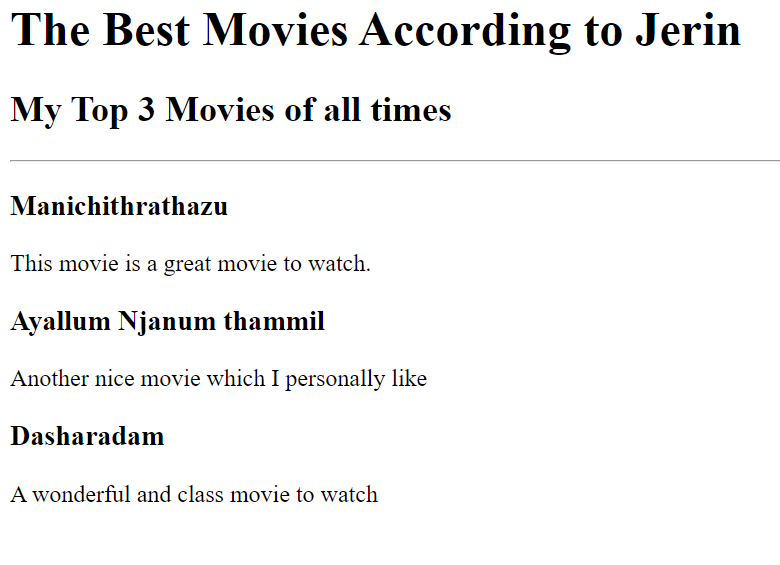 The Best Movies According to Jerin
My Top 3 Movies of all times
Manichithrathazu
This movie is a great movie to watch.
Ayallum Njanum thammil
Another nice movie which I personally like
Dasharadam
A wonderful and class movie to watch